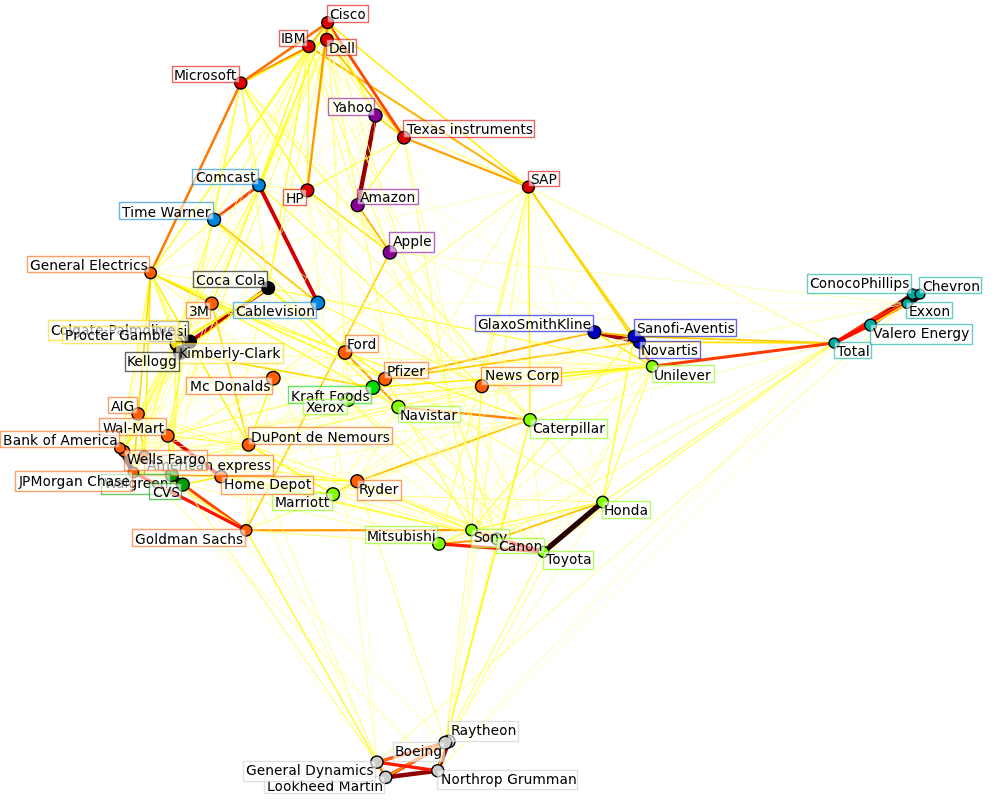 Cisco
IBM
Dell
Microsoft
Yahoo
Texas instruments
Comcast
SAP
HP
Amazon
Time Warner
Apple
General Electrics
Coca Cola
ConocoPhillips
Chevron
3M
Cablevision
Exxon
GlaxoSmithKline
Sanofi-Aventis
Valero Energy
Procter Gamble
Ford
Novartis
Total
Kimberly-Clark
Kellogg
Pfizer
Unilever
News Corp
Mc Donalds
Kraft Foods
Xerox
AIG
Navistar
Wal-Mart
Caterpillar
Bank of America
DuPont de Nemours
Wells Fargo
American express
JPMorgan Chase
Home Depot
CVS
Ryder
Marriott
Honda
Goldman Sachs
Mitsubishi
Sony
Canon
Toyota
Raytheon
Boeing
General Dynamics
Lookheed Martin
Northrop Grumman